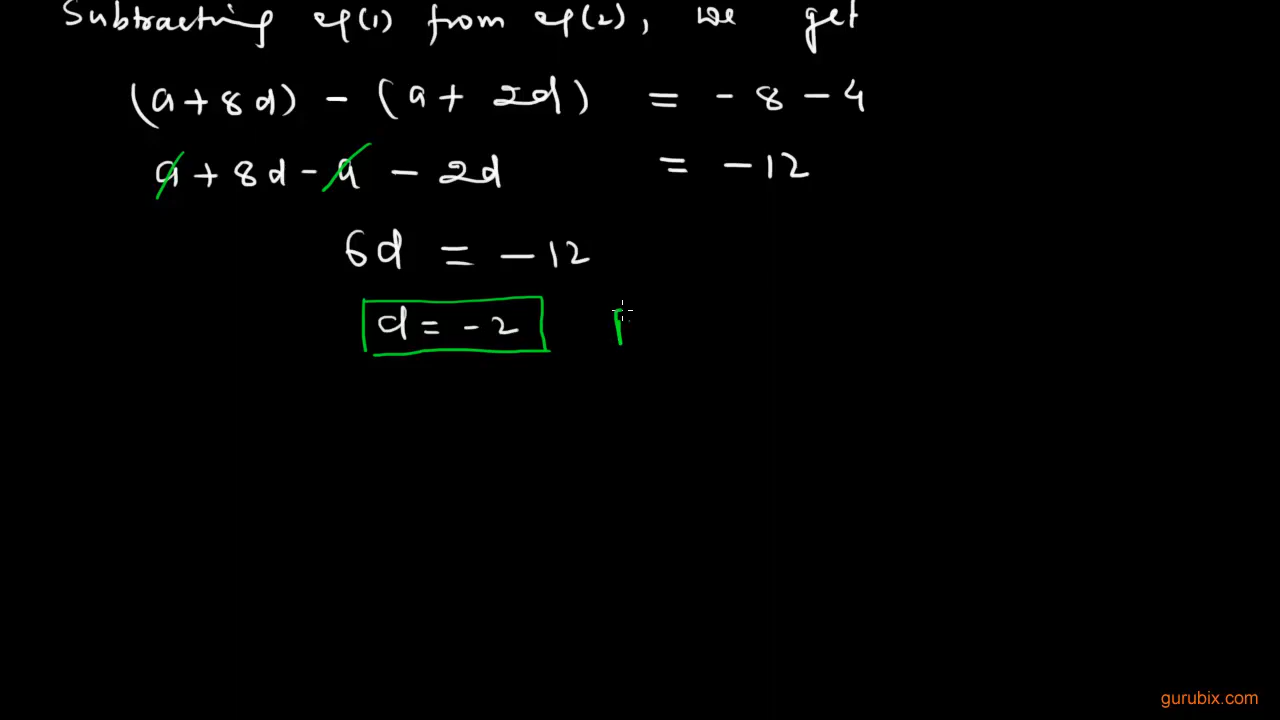 Subtracting eq(1) from eq(2), we get
(a + 8d) - (a + 2d) = - 8 - 4
a + 8d - a - 2d = - 12
6d = - 12
d = - 2
gurubix.com